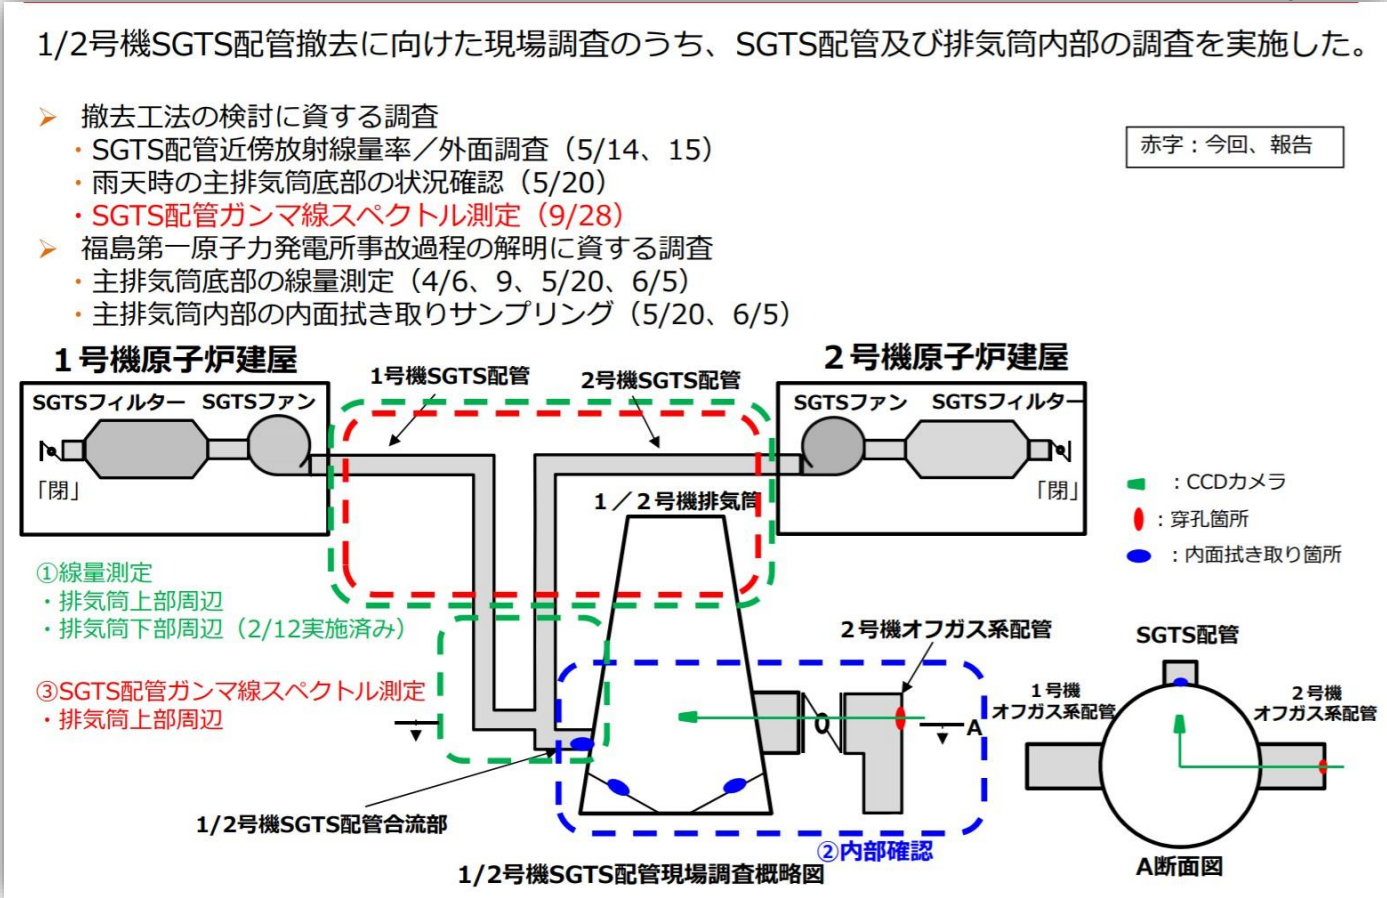 1/2号機SGTS配管撤去に向けた現場調査のうち、SGTS配管及び排気筒内部の調査を実施した。
➢ 撤去工法の検討に資する調査
・SGTS配管近傍放射線量率／外面調査（5/14、15）
・雨天時の主排気筒底部の状況確認（5/20）
・SGTS配管ガンマ線スペクトル測定（9/28）
➢ 福島第一原子力発電所事故過程の解明に資する調査
・主排気筒底部の線量測定（4/6、9、5/20、6/5）
・主排気筒内部の内面拭き取りサンプリング（5/20、6/5）
赤字：今回、報告
１号機原子炉建屋
２号機原子炉建屋
1号機SGTS配管
2号機SGTS配管
SGTSフィルター
SGTSファン
SGTSファン
SGTSフィルター
「閉」
「閉」
１／２号機排気筒
：CCDカメラ
：穿孔箇所
：内面拭き取り箇所
①線量測定
・排気筒上部周辺
・排気筒下部周辺（2/12実施済み）
③SGTS配管ガンマ線スペクトル測定
・排気筒上部周辺
２号機オフガス系配管
A
SGTS配管
１号機
オフガス系配管
２号機
オフガス系配管
1/2号機SGTS配管合流部
②内部確認
A断面図
1/2号機SGTS配管現場調査概略図